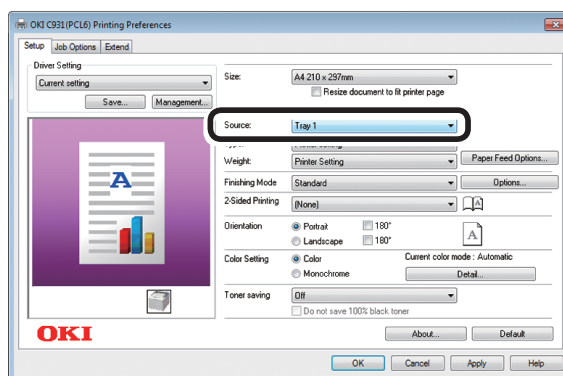 OKI C931(PCL6) Printing Preferences
Setup Job Options Extend
Driver Setting
Current setting
Save... Management...
Size: A4 210 x 297mm
Resize document to fit printer page
Source: Tray 1
Weight: Printer Setting Paper Feed Options...
Finishing Mode Standard Options...
2-Sided Printing (None)
Orientation Portrait 180°
Landscape 180°
Color Setting Color Current color mode : Automatic
Monochrome Detail...
Toner saving Off
Do not save 100% black toner
A
A
A
OKI
About... Default
OK Cancel Apply Help